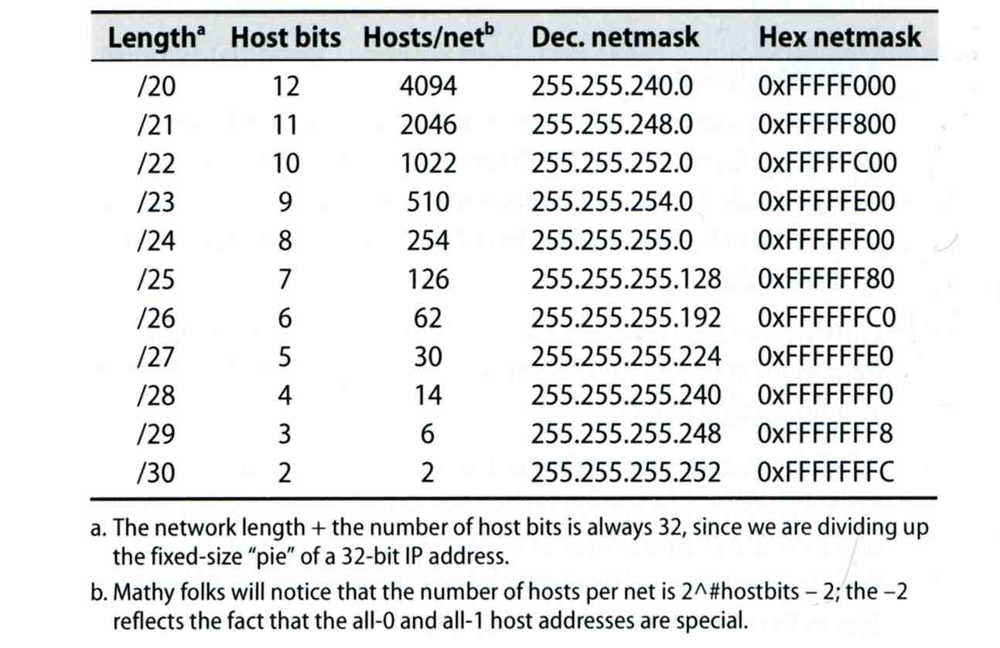 Lengthᵃ Host bits Hosts/netᵇ Dec. netmask Hex netmask
/20 12 4094 255.255.240.0 0xFFFFF000
/21 11 2046 255.255.248.0 0xFFFFF800
/22 10 1022 255.255.252.0 0xFFFFFC00
/23 9 510 255.255.254.0 0xFFFFFE00
/24 8 254 255.255.255.0 0xFFFFFF00
/25 7 126 255.255.255.128 0xFFFFFF80
/26 6 62 255.255.255.192 0xFFFFFFC0
/27 5 30 255.255.255.224 0xFFFFFFE0
/28 4 14 255.255.255.240 0xFFFFFFF0
/29 3 6 255.255.255.248 0xFFFFFFF8
/30 2 2 255.255.255.252 0xFFFFFFFC
a. The network length + the number of host bits is always 32, since we are dividing up
the fixed-size “pie” of a 32-bit IP address.
b. Mathy folks will notice that the number of hosts per net is 2^#hostbits – 2; the –2
reflects the fact that the all-0 and all-1 host addresses are special.